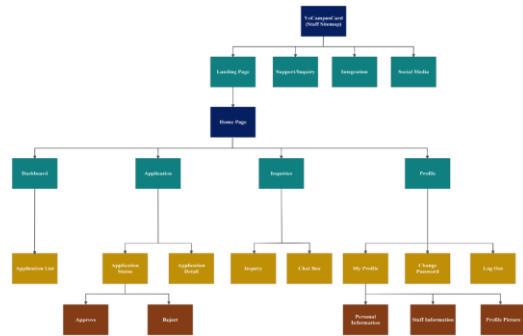 YoCampusCard
(Staff Sitemap)
Landing Page
Support/Inquiry
Integration
Social Media
Home Page
Dashboard
Application
Inquiries
Profile
Application List
Application
Status
Application
Detail
Inquiry
Chat Box
My Profile
Change
Password
Log Out
Approve
Reject
Personal
Information
Staff Information
Profile Picture